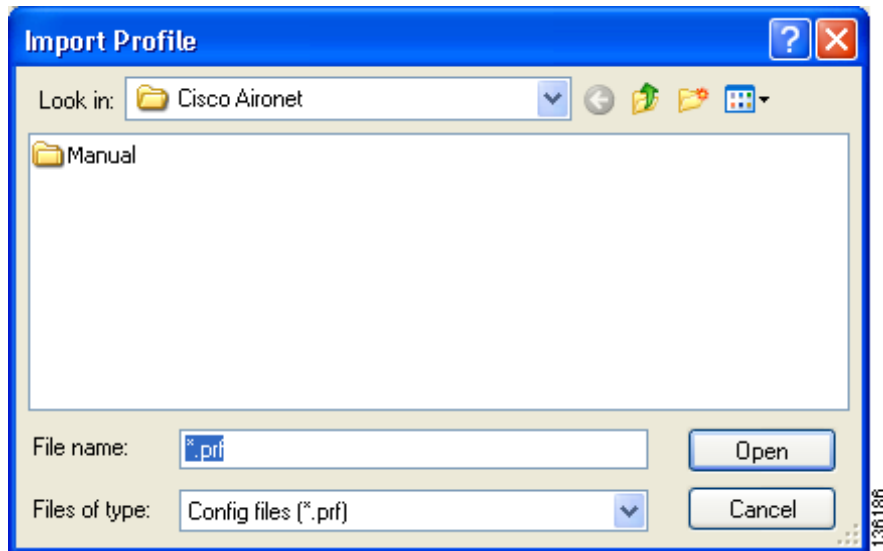 Import Profile
Look in: Cisco Aironet
Manual
File name: *.prf Open
Files of type: Config files (*.prf) Cancel
136186